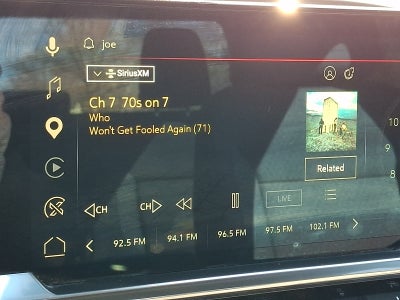 joe
SiriusXM
Ch 7 70s on 7
Who
Won't Get Fooled Again (71)
Related
CH CH LIVE
92.5 FM 94.1 FM 96.5 FM 97.5 FM 102.1 FM
10
9
8